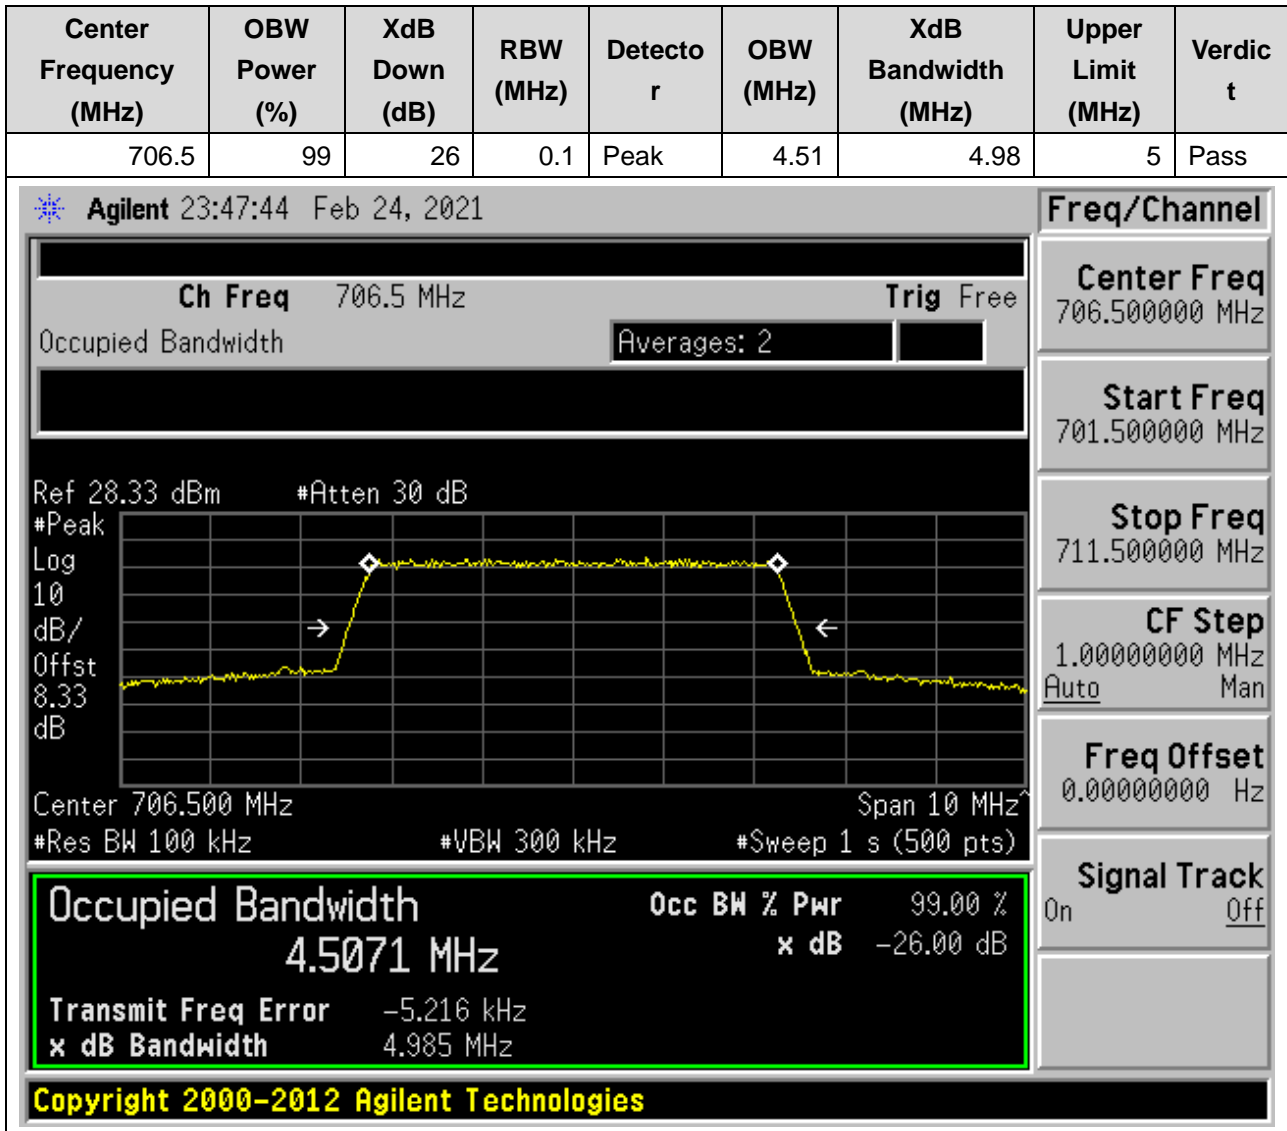 Center Frequency (MHz) OBW Power (%) XdB Down (dB) RBW (MHz) Detector OBW (MHz) XdB Bandwidth (MHz) Upper Limit (MHz) Verdict
706.5 99 26 0.1 Peak 4.51 4.98 5 Pass
Agilent 23:47:44 Feb 24, 2021
Ch Freq 706.5 MHz Trig Free
Occupied Bandwidth Averages: 2
Ref 28.33 dBm #Atten 30 dB
#Peak
Log
10
dB/
Offst
8.33
dB
Center 706.500 MHz Span 10 MHz^
#Res BW 100 kHz #VBW 300 kHz #Sweep 1 s (500 pts)
Occupied Bandwidth Occ BW % Pwr 99.00 %
4.5071 MHz x dB -26.00 dB
Transmit Freq Error -5.216 kHz
x dB Bandwidth 4.985 MHz
Copyright 2000-2012 Agilent Technologies
Freq/Channel
Center Freq
706.500000 MHz
Start Freq
701.500000 MHz
Stop Freq
711.500000 MHz
CF Step
1.00000000 MHz
Auto Man
Freq Offset
0.00000000 Hz
Signal Track
On Off